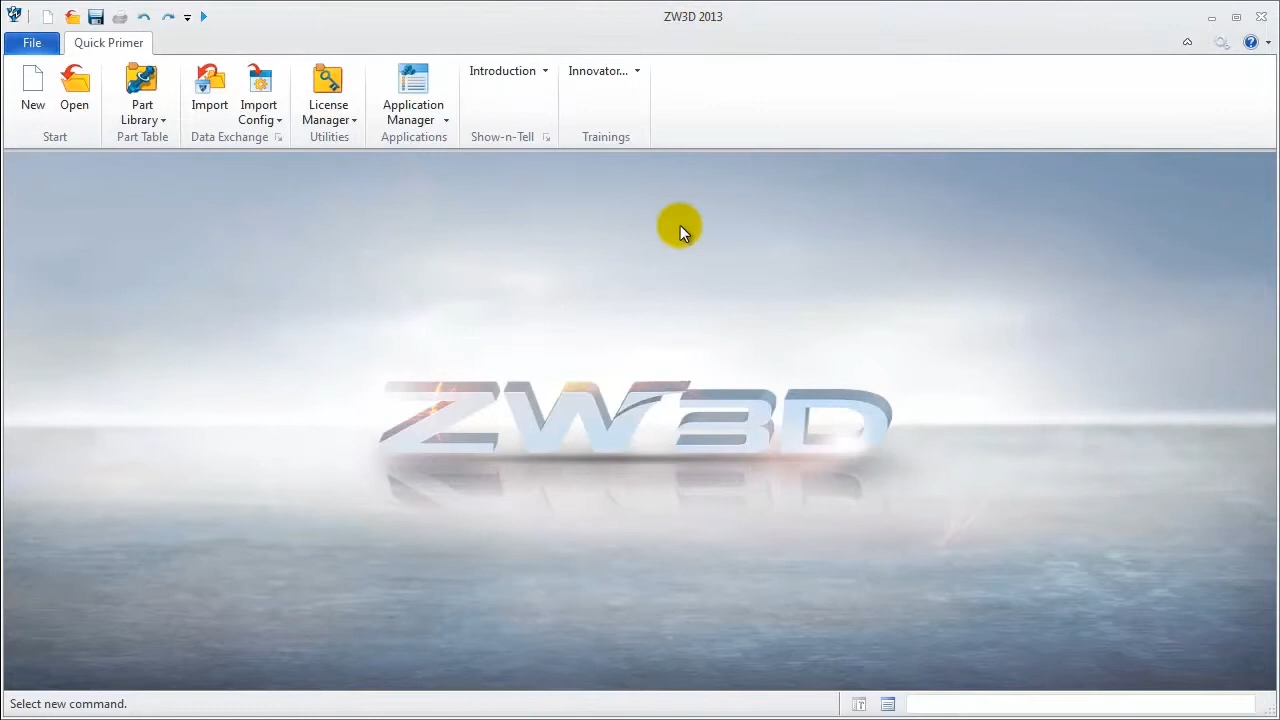 ZW3D 2013
File
Quick Primer
New
Open
Part
Library
Import
Import
Config
License
Manager
Application
Manager
Introduction
Innovator...
Start
Part Table
Data Exchange
Utilities
Applications
Show-n-Tell
Trainings
ZW3D
Select new command.